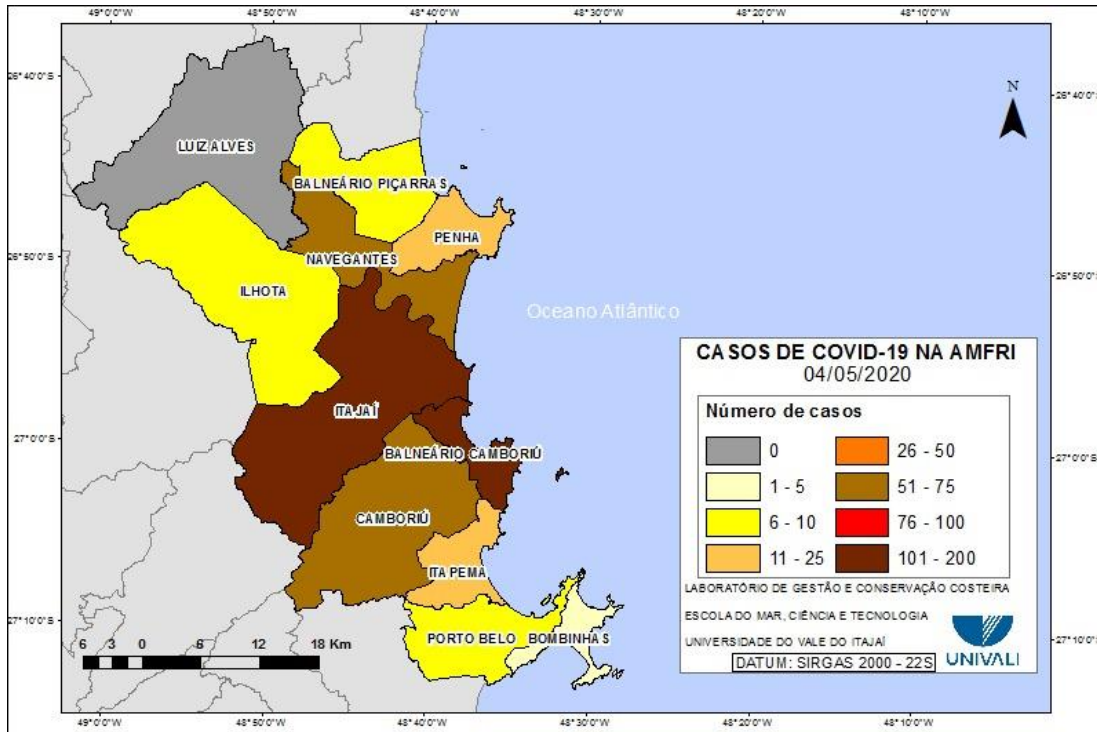 49°0'0"W 48°50'0"W 48°40'0"W 48°30'0"W 48°20'0"W 48°10'0"W
26°40'0"S
26°40'0"S
N
LUIZ ALVES
BALNEÁRIO PIÇARRAS
PENHA
NAVEGANTES
26°50'0"S
26°50'0"S
ILHOTA
Oceano Atlântico
CASOS DE COVID-19 NA AMFRI
04/05/2020
Número de casos
0
1 - 5
6 - 10
11 - 25
26 - 50
51 - 75
76 - 100
101 - 200
ITAJAÍ
27°0'0"S
BALNEÁRIO CAMBORIÚ
27°0'0"S
CAMBORIÚ
ITAPEMA
LABORATÓRIO DE GESTÃO E CONSERVAÇÃO COSTEIRA
ESCOLA DO MAR, CIÊNCIA E TECNOLOGIA
UNIVERSIDADE DO VALE DO ITAJAÍ
DATUM: SIRGAS 2000 - 22S
UNIVALI
27°10'0"S
PORTO BELO
BOMBINHAS
27°10'0"S
6 3 0 6 12 18 Km
49°0'0"W 48°50'0"W 48°40'0"W 48°30'0"W 48°20'0"W 48°10'0"W